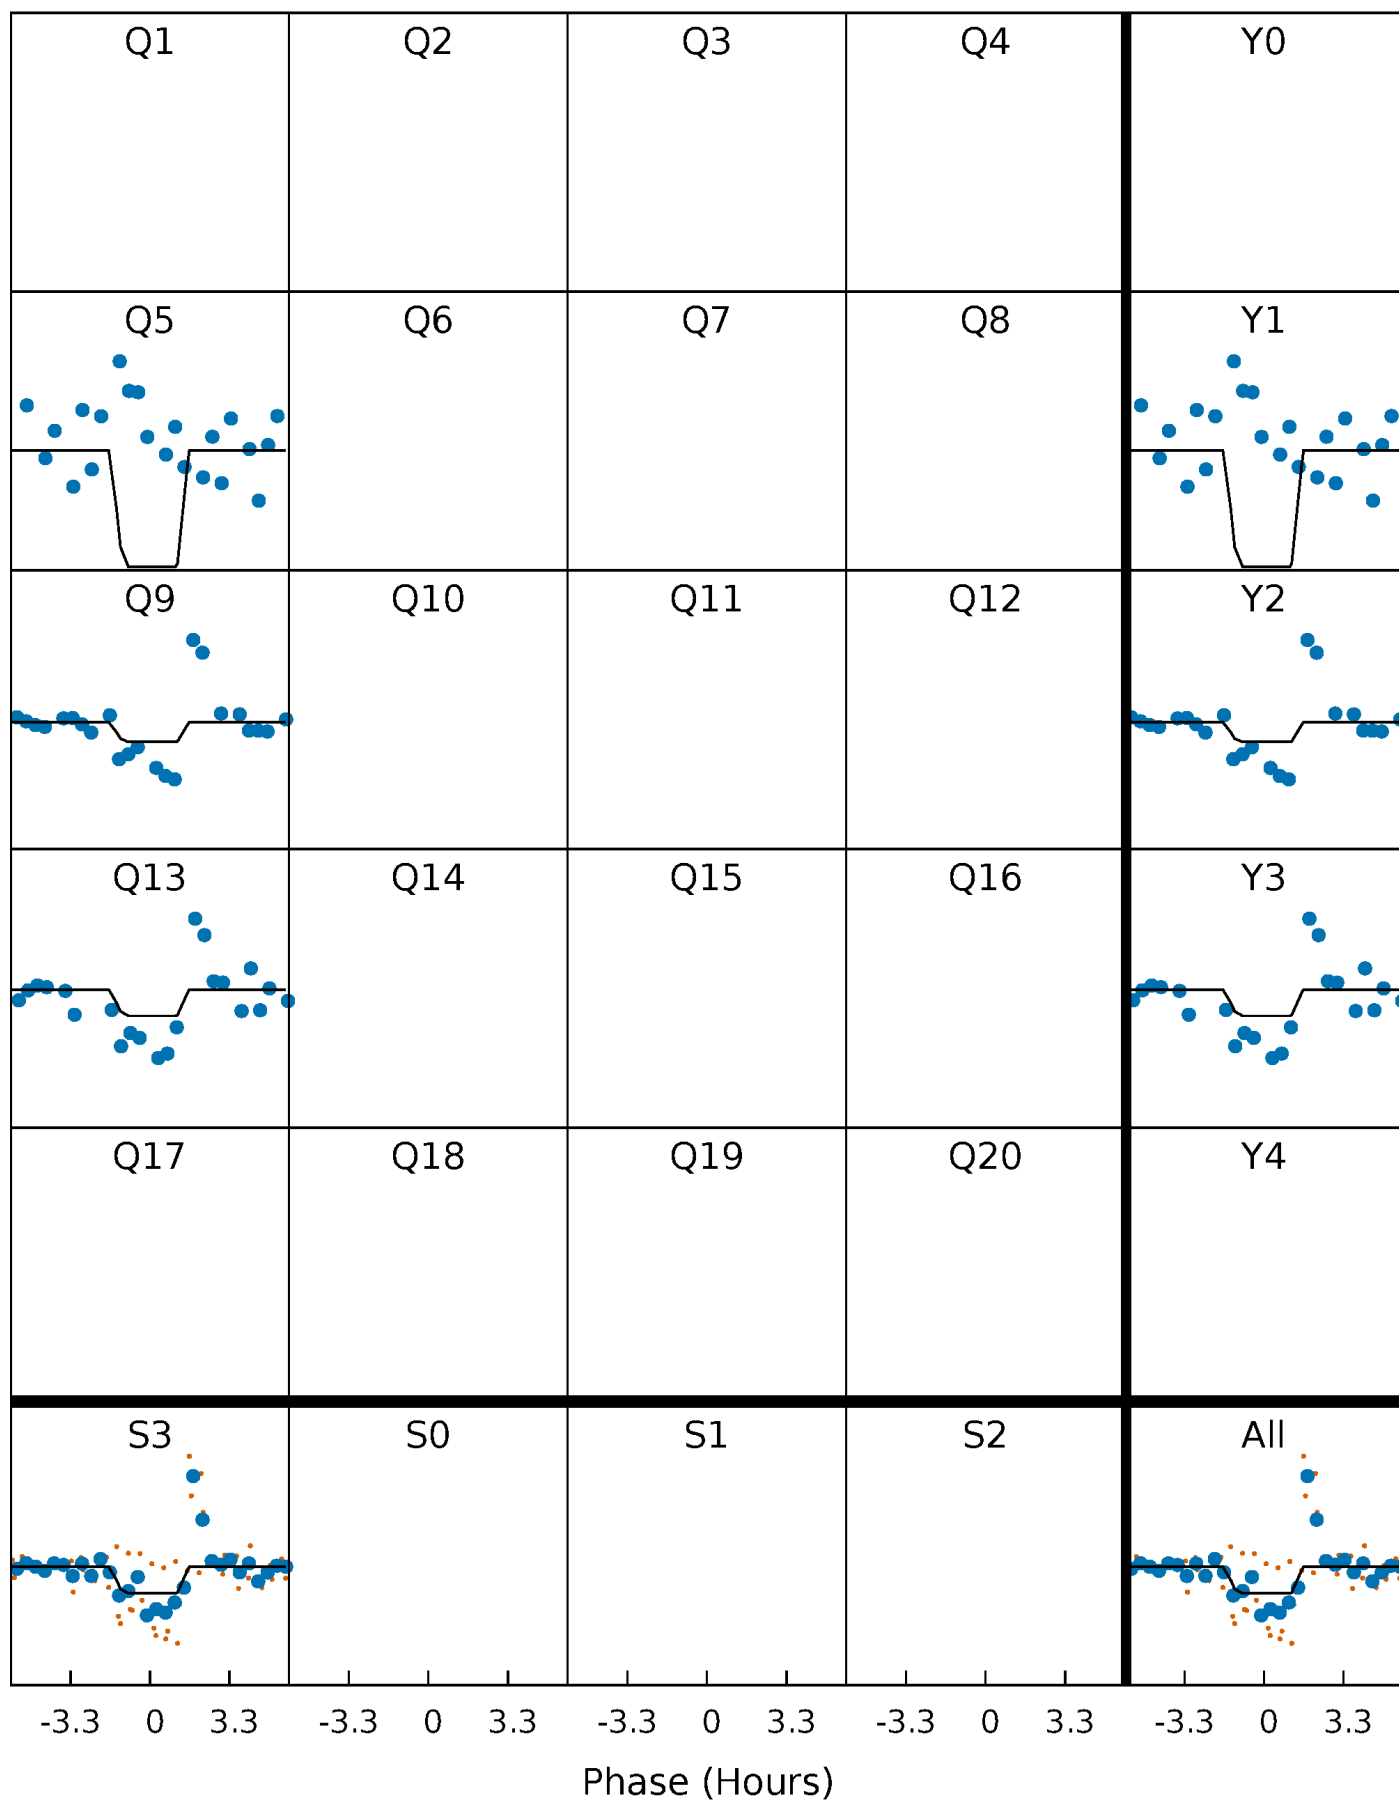 Q1 Q2 Q3 Q4 Y0
Q5 Q6 Q7 Q8 Y1
Q9 Q10 Q11 Q12 Y2
Q13 Q14 Q15 Q16 Y3
Q17 Q18 Q19 Q20 Y4
S3 S0 S1 S2 All
-3.3 0 3.3 -3.3 0 3.3 -3.3 0 3.3 -3.3 0 3.3 -3.3 0 3.3
Phase (Hours)